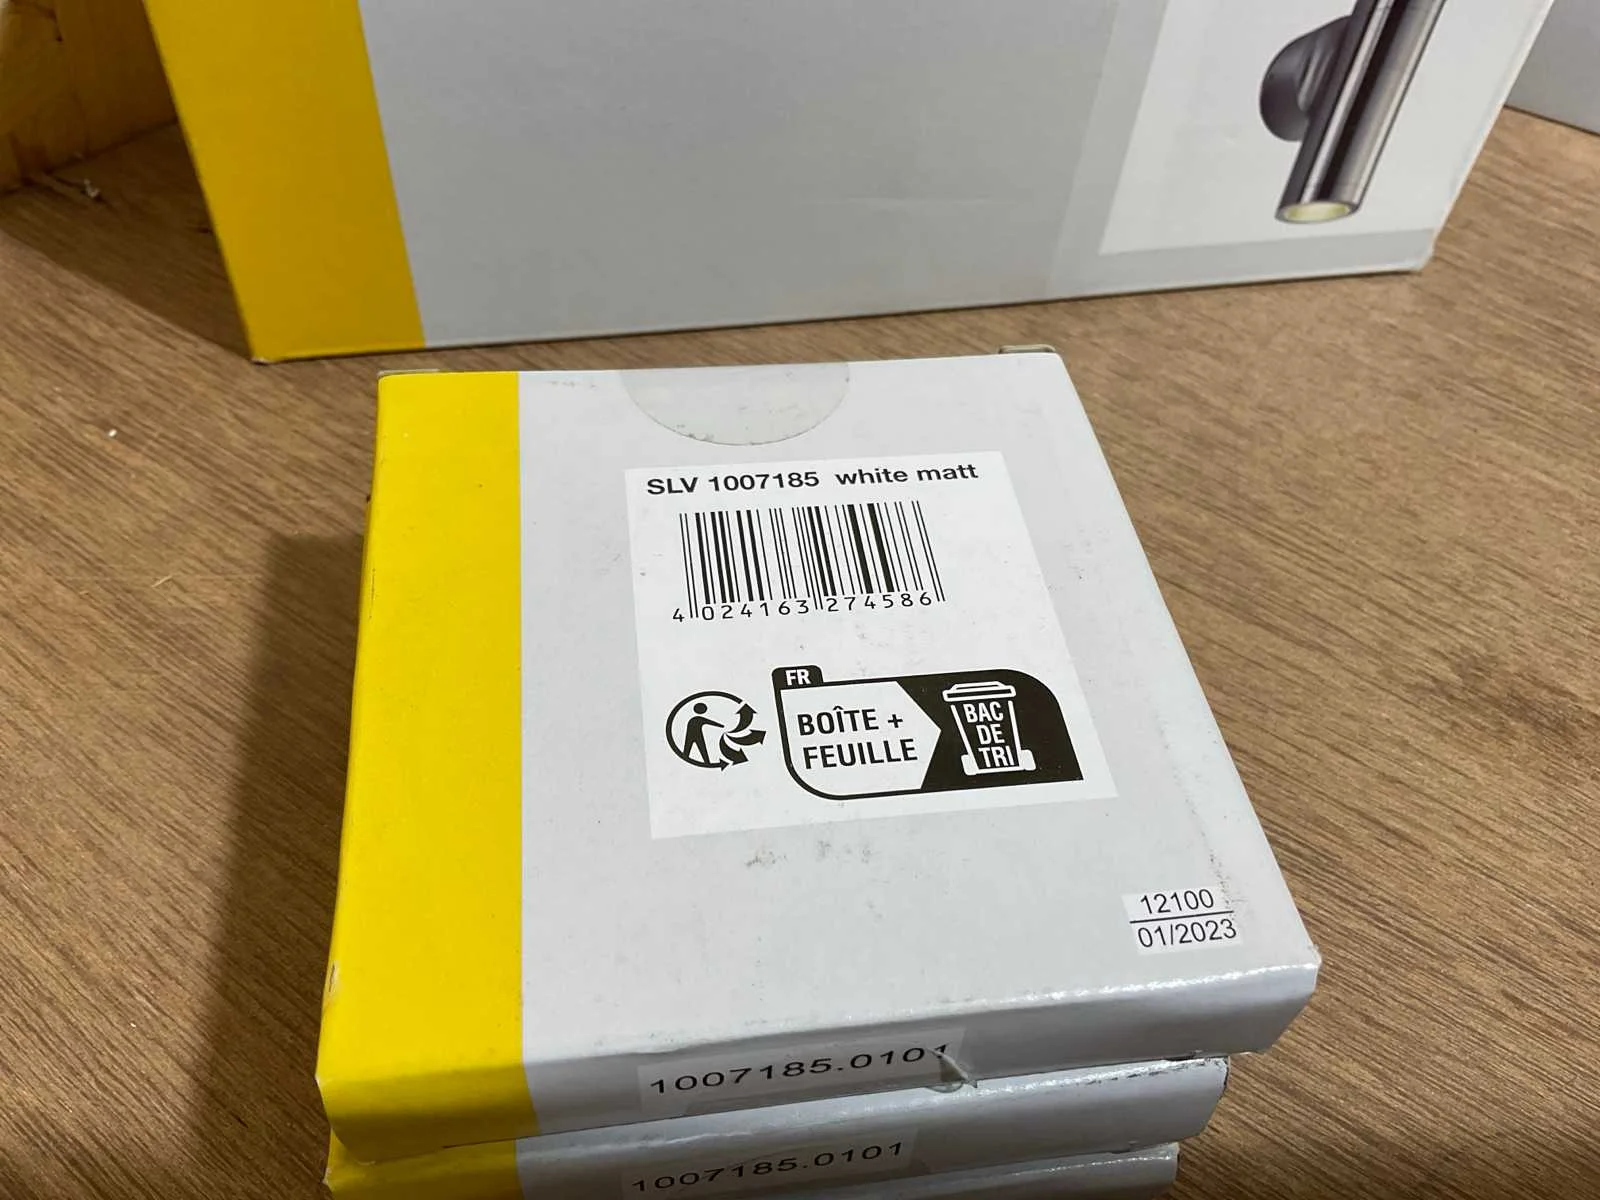 SLV 1007185 white matt
4 024163 274586
FR
BOÎTE +
FEUILLE
BAC
DE
TRI
12100
01/2023
1007185.0101
1007185.0101